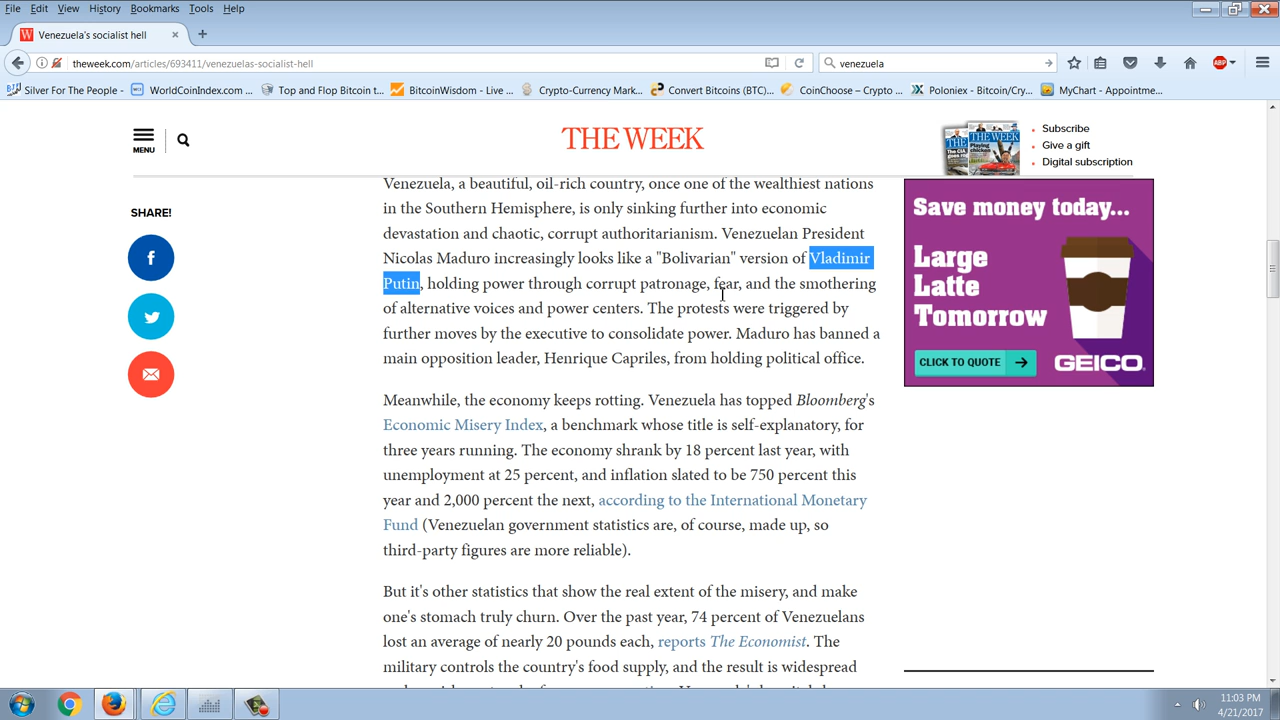 File Edit View History Bookmarks Tools Help
Venezuela's socialist hell
theweek.com/articles/693411/venezuelas-socialist-hell
venezuela
Silver For The People -
WorldCoinIndex.com ...
Top and Flop Bitcoin t...
BitcoinWisdom - Live ...
Crypto-Currency Mark...
Convert Bitcoins (BTC)...
CoinChoose – Crypto ...
Poloniex - Bitcoin/Cry...
MyChart - Appointme...
MENU
THE WEEK
Subscribe
Give a gift
Digital subscription
SHARE!
Venezuela, a beautiful, oil-rich country, once one of the wealthiest nations
in the Southern Hemisphere, is only sinking further into economic
devastation and chaotic, corrupt authoritarianism. Venezuelan President
Nicolas Maduro increasingly looks like a "Bolivarian" version of Vladimir
Putin, holding power through corrupt patronage, fear, and the smothering
of alternative voices and power centers. The protests were triggered by
further moves by the executive to consolidate power. Maduro has banned a
main opposition leader, Henrique Capriles, from holding political office.
Meanwhile, the economy keeps rotting. Venezuela has topped Bloomberg's
Economic Misery Index, a benchmark whose title is self-explanatory, for
three years running. The economy shrank by 18 percent last year, with
unemployment at 25 percent, and inflation slated to be 750 percent this
year and 2,000 percent the next, according to the International Monetary
Fund (Venezuelan government statistics are, of course, made up, so
third-party figures are more reliable).
But it's other statistics that show the real extent of the misery, and make
one's stomach truly churn. Over the past year, 74 percent of Venezuelans
lost an average of nearly 20 pounds each, reports The Economist. The
military controls the country's food supply, and the result is widespread
Save money today...
Large
Latte
Tomorrow
CLICK TO QUOTE
GEICO
11:03 PM
4/21/2017